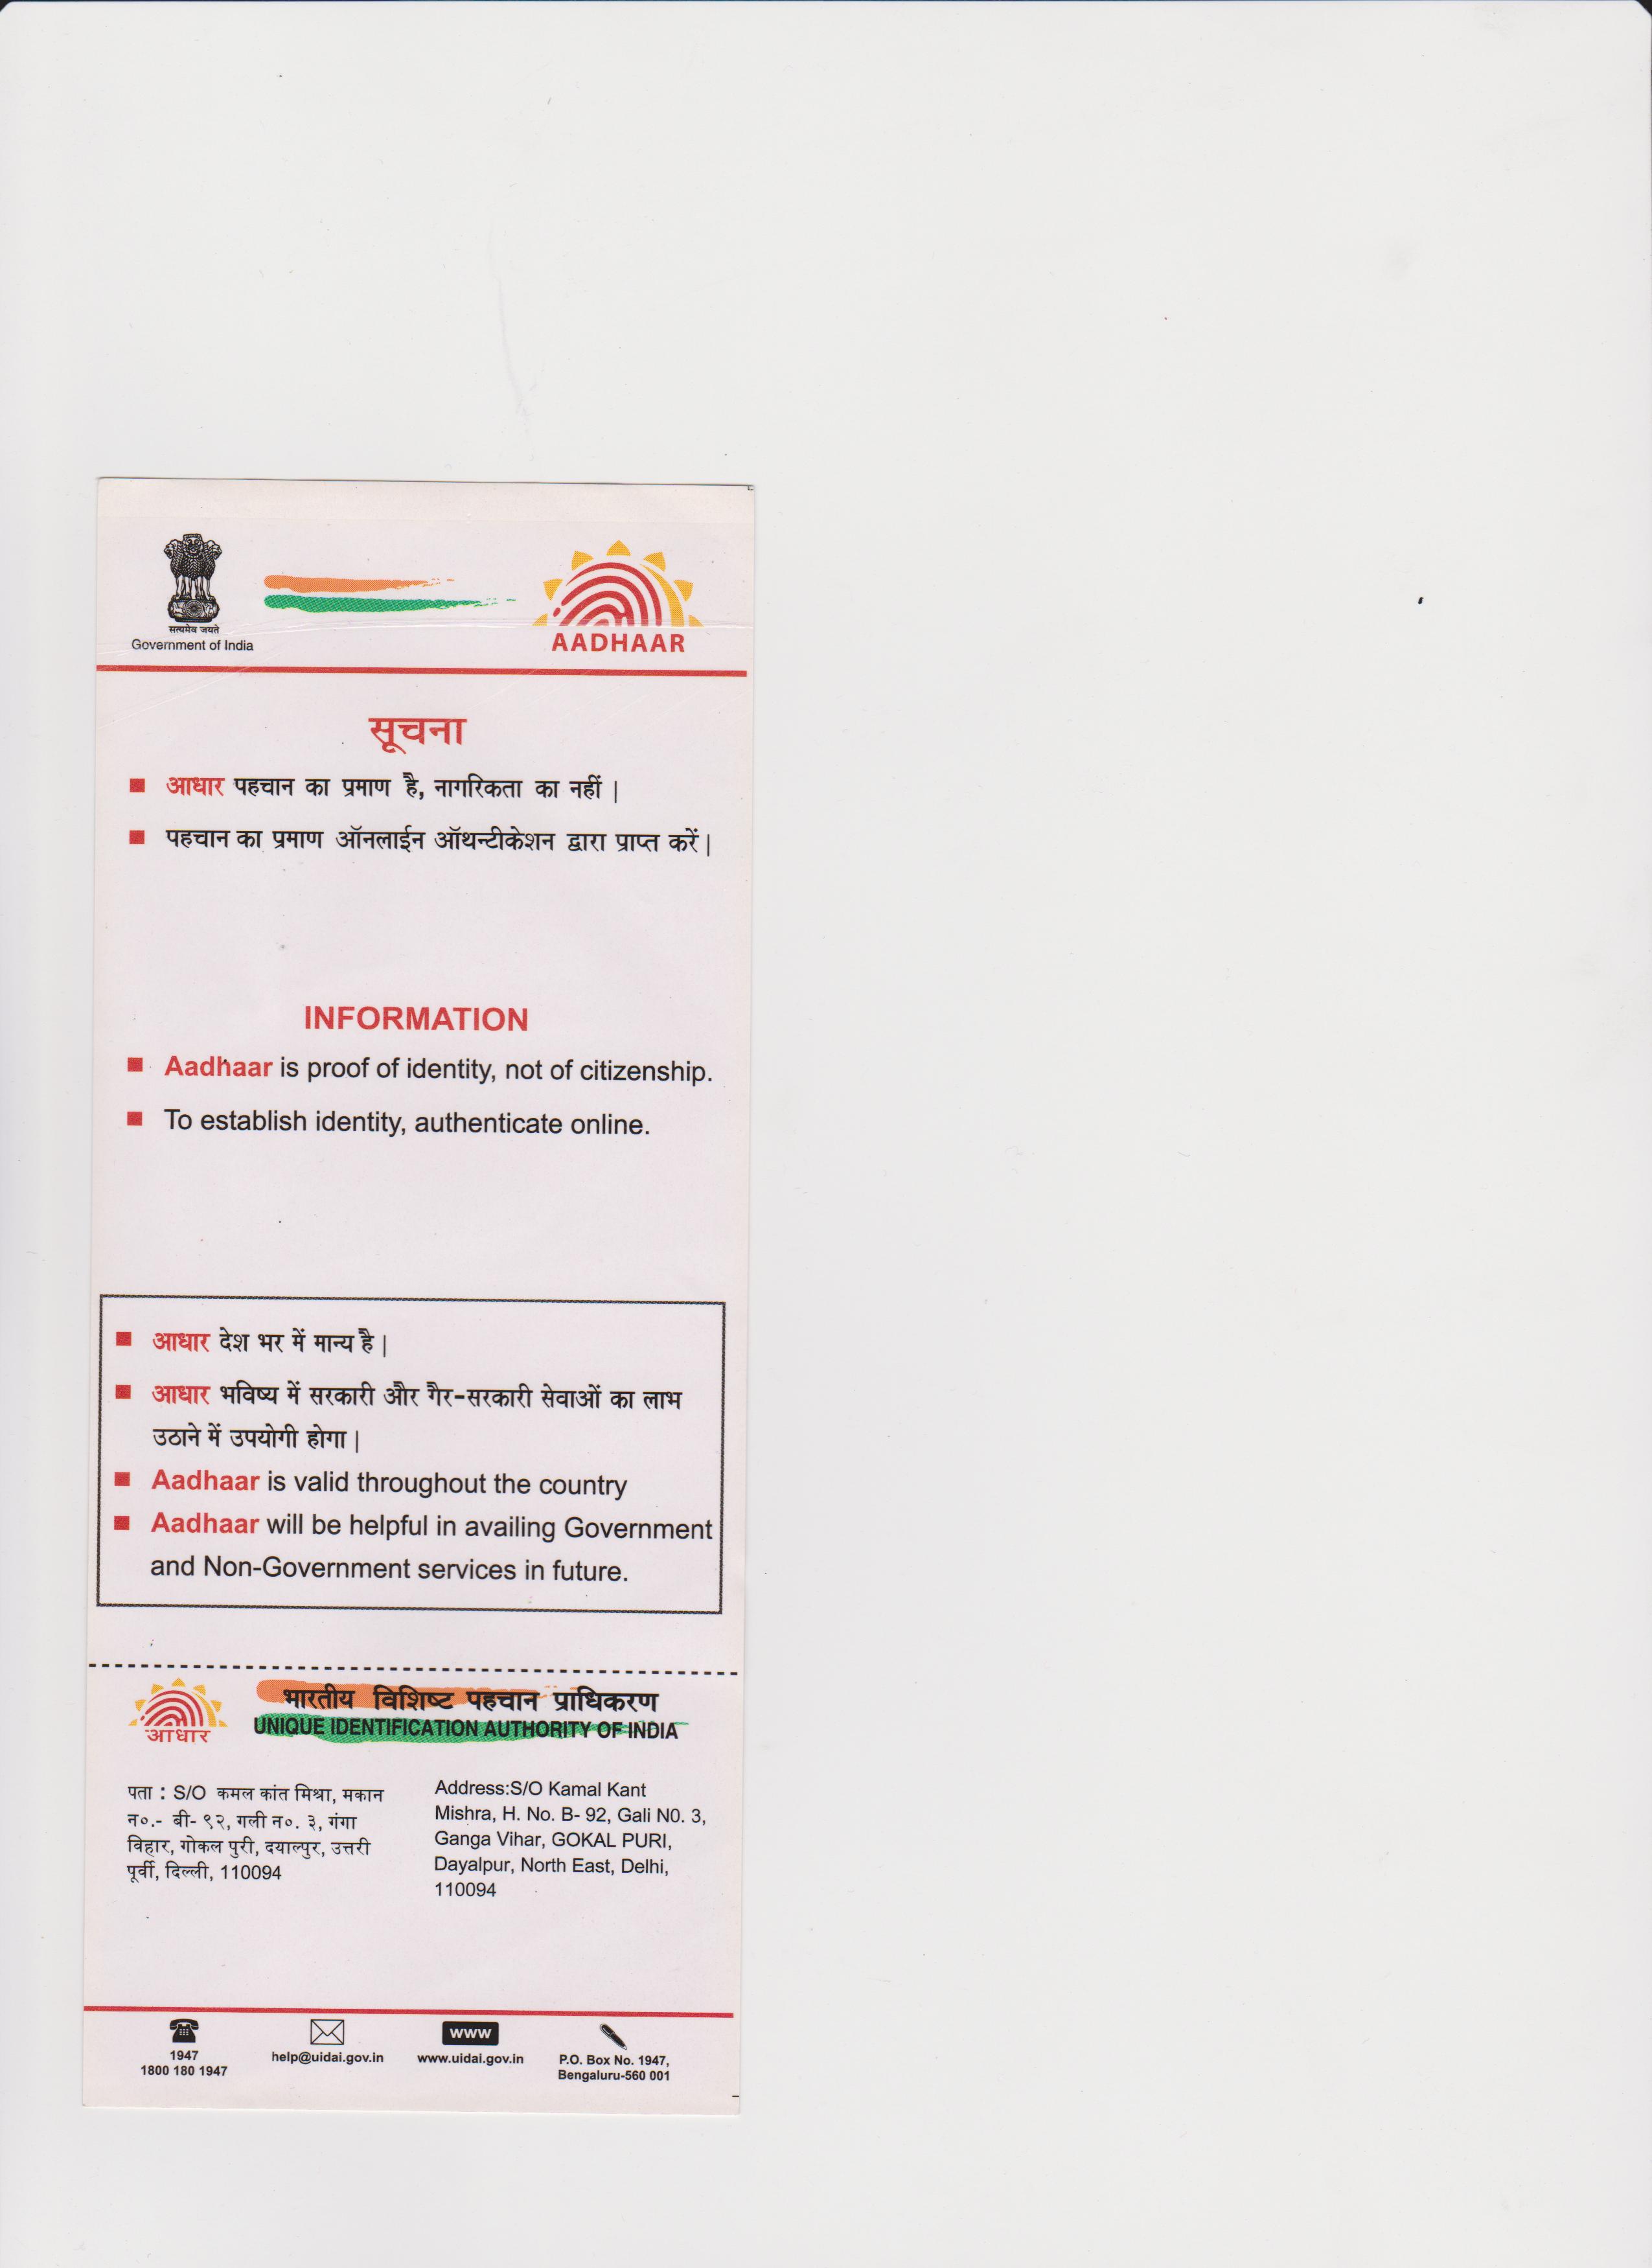 सत्यमेव जयते
Government of India
AADHAAR
सूचना
आधार पहचान का प्रमाण है, नागरिकता का नहीं |
पहचान का प्रमाण ऑनलाईन ऑथन्टीकेशन द्वारा प्राप्त करें |
INFORMATION
Aadhaar is proof of identity, not of citizenship.
To establish identity, authenticate online.
आधार देश भर में मान्य है |
आधार भविष्य में सरकारी और गैर-सरकारी सेवाओं का लाभ
उठाने में उपयोगी होगा |
Aadhaar is valid throughout the country
Aadhaar will be helpful in availing Government
and Non-Government services in future.
आधार
भारतीय विशिष्ट पहचान प्राधिकरण
UNIQUE IDENTIFICATION AUTHORITY OF INDIA
पता : S/O कमल कांत मिश्रा, मकान
न०.- बी- ९२, गली न०. ३, गंगा
विहार, गोकल पुरी, दयाल्पुर, उत्तरी
पूर्वी, दिल्ली, 110094
Address:S/O Kamal Kant
Mishra, H. No. B- 92, Gali N0. 3,
Ganga Vihar, GOKAL PURI,
Dayalpur, North East, Delhi,
110094
1947
1800 180 1947
help@uidai.gov.in
www
www.uidai.gov.in
P.O. Box No. 1947,
Bengaluru-560 001